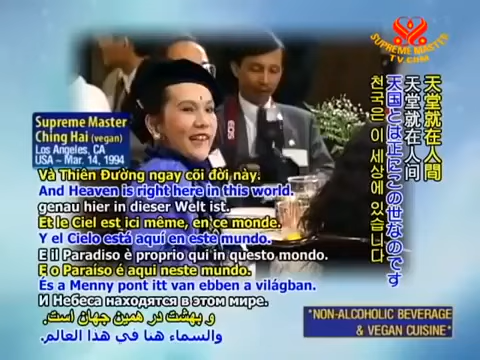 SUPREME MASTER
TV.COM
Supreme Master
Ching Hai (vegan)
Los Angeles, CA
USA ~ Mar. 14, 1994
EOS
天堂就在人間
天堂就在人间
天国とは正にこの世なのです
천국은 이 세상에 있습니다
Và Thiên Đường ngay cõi đời này.
And Heaven is right here in this world.
genau hier in dieser Welt ist.
Et le Ciel est ici même, en ce monde.
Y el Cielo está aquí en este mundo.
E il Paradiso è proprio qui in questo mondo.
E o Paraíso é aqui neste mundo.
És a Menny pont itt van ebben a világban.
И Небеса находятся в этом мире.
و بهشت در همین جهان است.
والسماء هنا في هذا العالم.
*NON-ALCOHOLIC BEVERAGE
& VEGAN CUISINE*